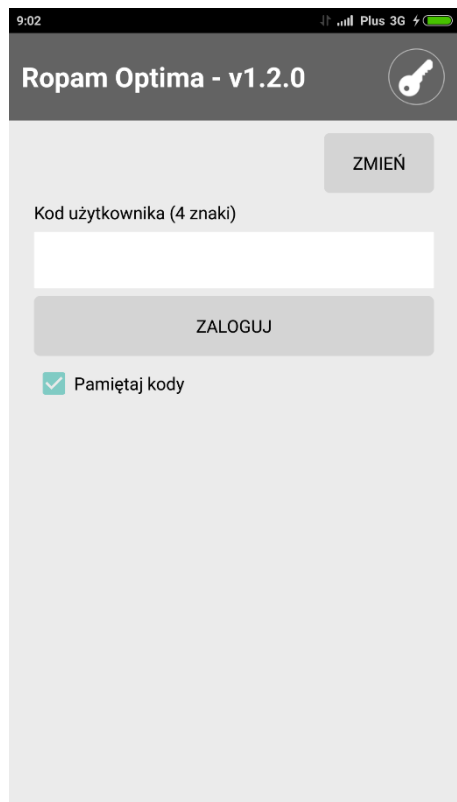 9:02 Plus 3G
Ropam Optima - v1.2.0
ZMIEŃ
Kod użytkownika (4 znaki)
ZALOGUJ
Pamiętaj kody